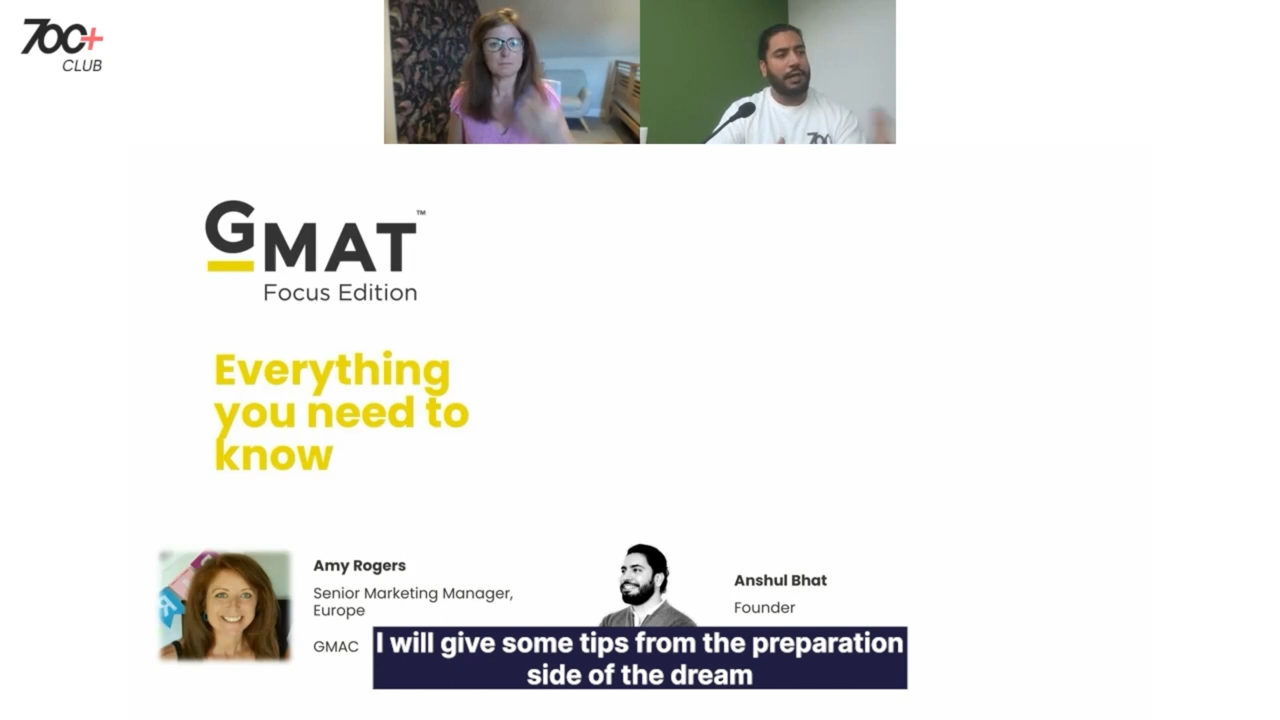 700+
CLUB
700
GMAT™
Focus Edition
Everything
you need to
know
Amy Rogers
Senior Marketing Manager,
Europe
GMAC
Anshul Bhat
Founder
I will give some tips from the preparation
side of the dream